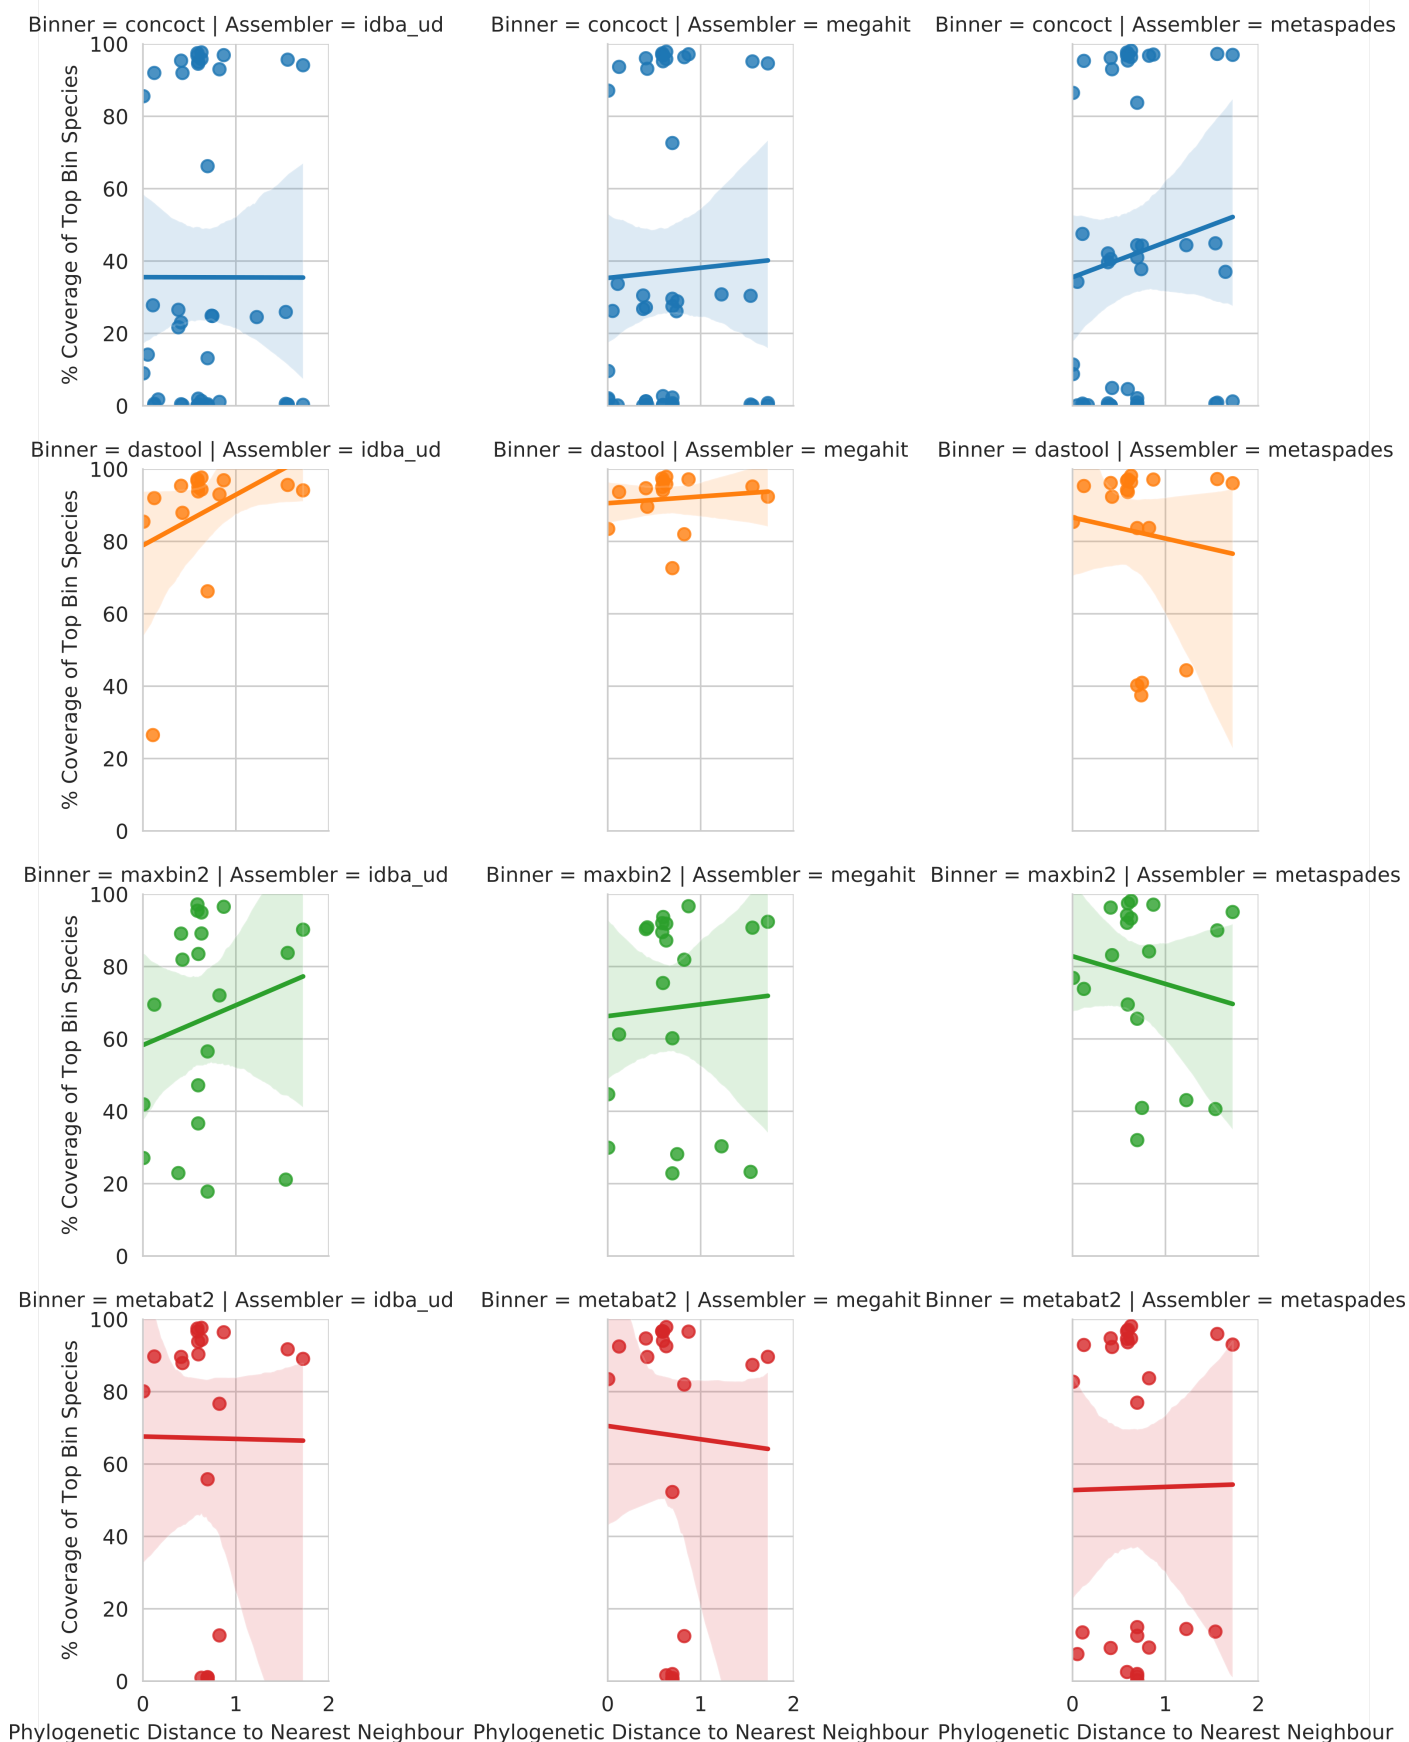 Binner = concoct | Assembler = idba_ud
Binner = concoct | Assembler = megahit
Binner = concoct | Assembler = metaspades
% Coverage of Top Bin Species
100
80
60
40
20
0
Binner = dastool | Assembler = idba_ud
Binner = dastool | Assembler = megahit
Binner = dastool | Assembler = metaspades
% Coverage of Top Bin Species
100
80
60
40
20
0
Binner = maxbin2 | Assembler = idba_ud
Binner = maxbin2 | Assembler = megahit
Binner = maxbin2 | Assembler = metaspades
% Coverage of Top Bin Species
100
80
60
40
20
0
Binner = metabat2 | Assembler = idba_ud
Binner = metabat2 | Assembler = megahit
Binner = metabat2 | Assembler = metaspades
% Coverage of Top Bin Species
100
80
60
40
20
0
0 1 2
0 1 2
0 1 2
Phylogenetic Distance to Nearest Neighbour
Phylogenetic Distance to Nearest Neighbour
Phylogenetic Distance to Nearest Neighbour